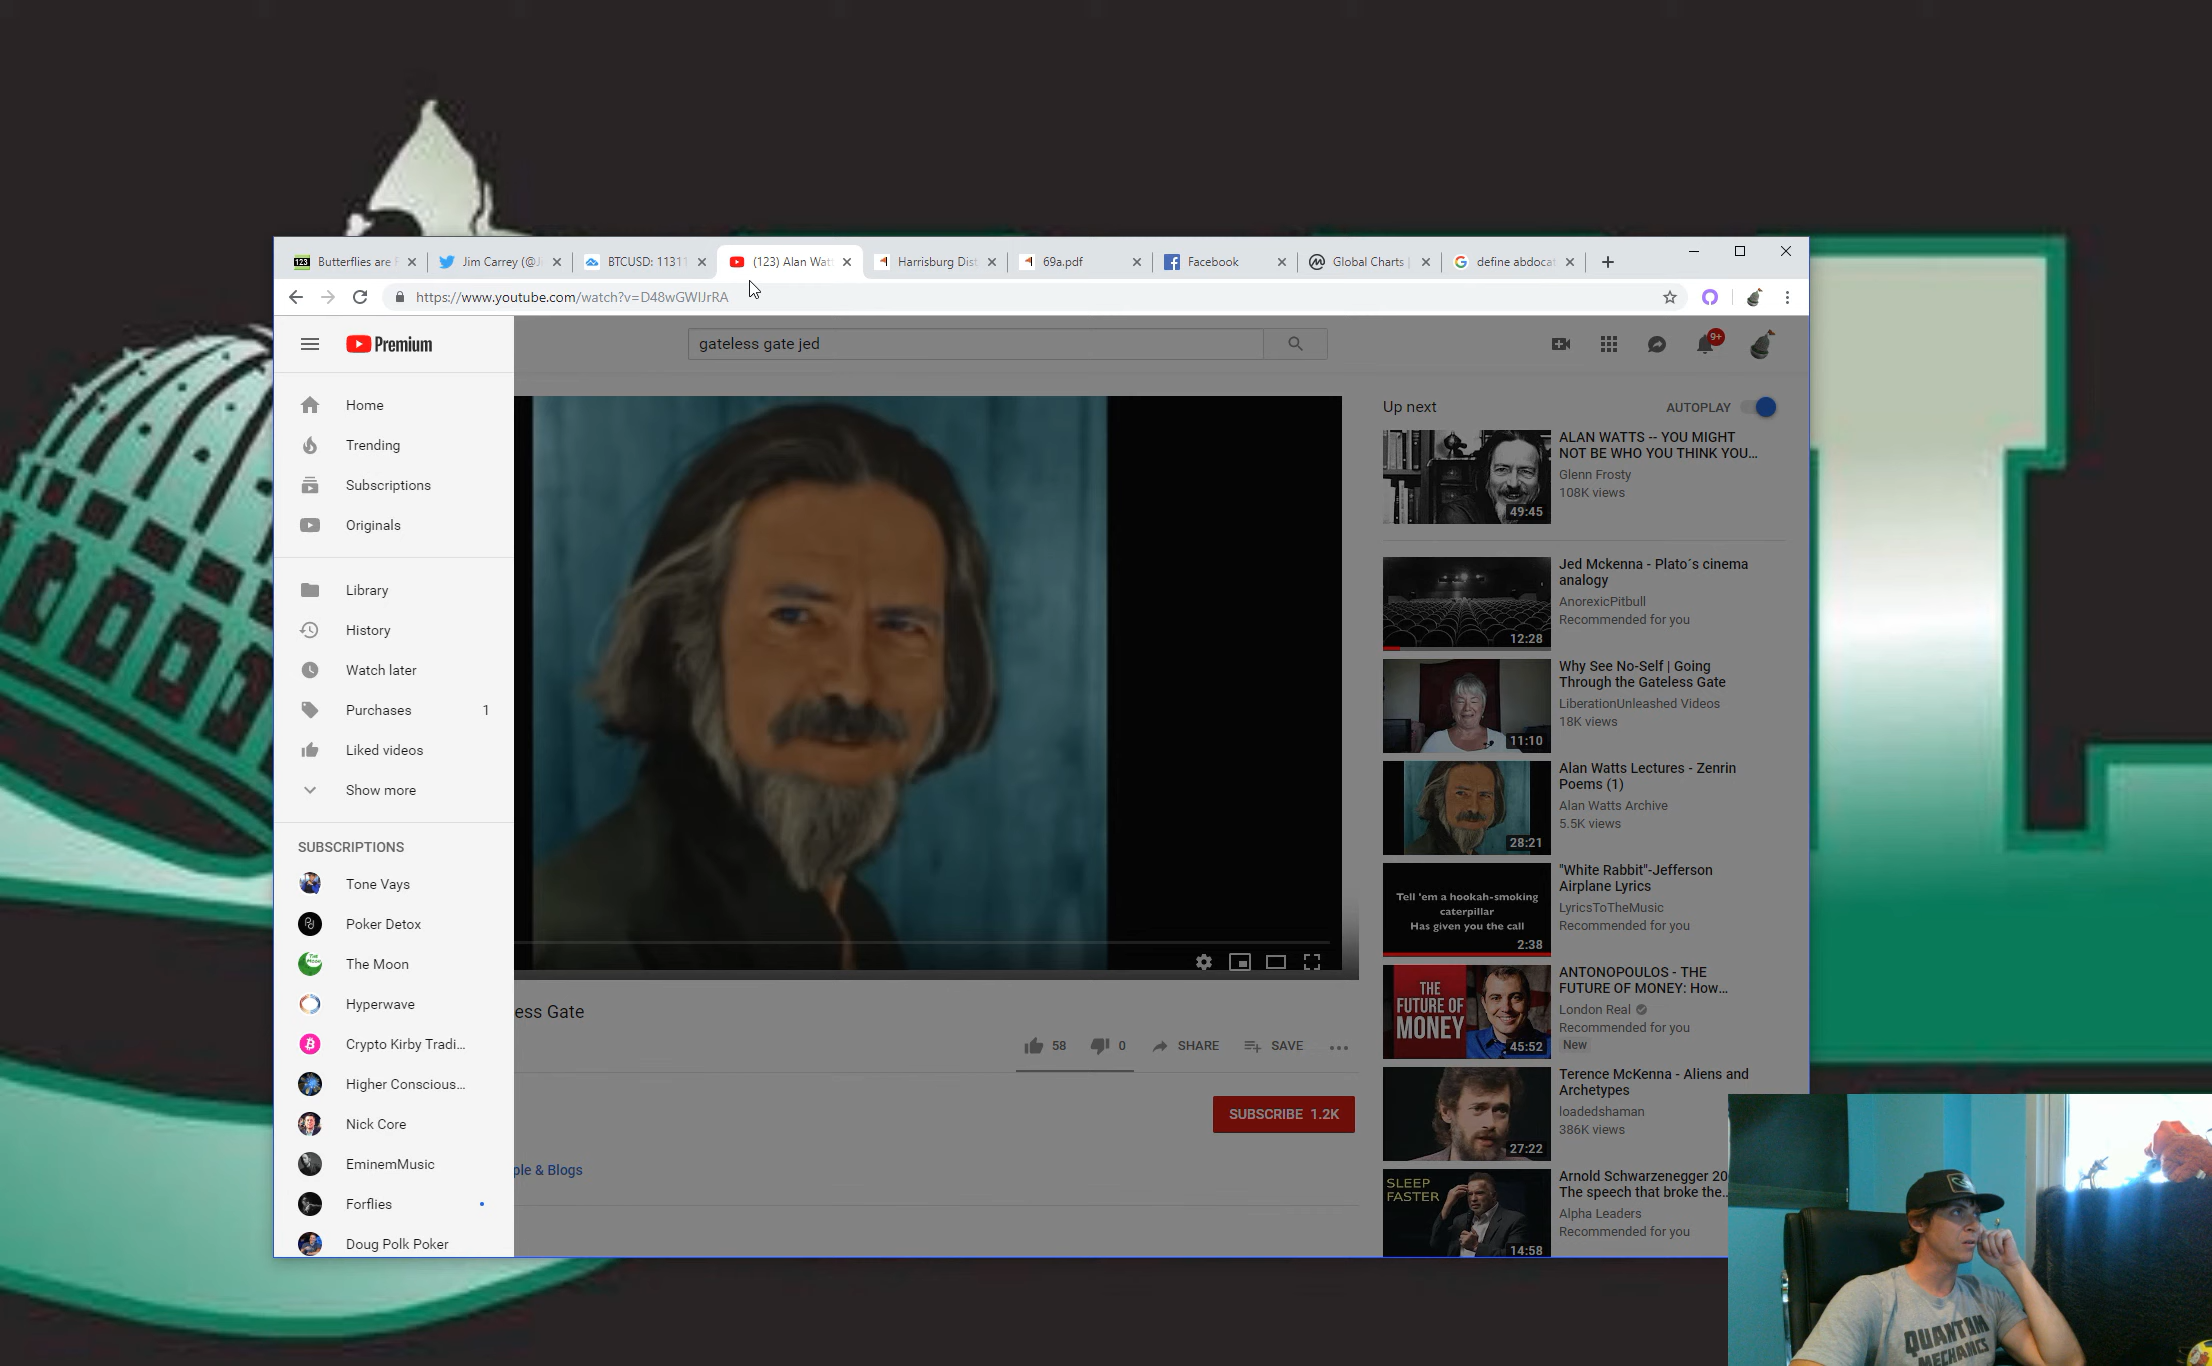 Butterflies are F
Jim Carrey (@J
BTCUSD: 11311
(123) Alan Watt
Harrisburg Dist
69a.pdf
Facebook
Global Charts |
define abdocat
https://www.youtube.com/watch?v=D48wGWIJrRA
Premium
gateless gate jed
9+
Home
Trending
Subscriptions
Originals
Library
History
Watch later
Purchases 1
Liked videos
Show more
SUBSCRIPTIONS
Tone Vays
Poker Detox
The Moon
Hyperwave
Crypto Kirby Tradi...
Higher Conscious...
Nick Core
EminemMusic
Forflies
Doug Polk Poker
ess Gate
58
0
SHARE
SAVE
SUBSCRIBE 1.2K
ple & Blogs
Up next
AUTOPLAY
ALAN WATTS -- YOU MIGHT
NOT BE WHO YOU THINK YOU...
Glenn Frosty
108K views
49:45
Jed Mckenna - Plato´s cinema
analogy
AnorexicPitbull
Recommended for you
12:28
Why See No-Self | Going
Through the Gateless Gate
LiberationUnleashed Videos
18K views
11:10
Alan Watts Lectures - Zenrin
Poems (1)
Alan Watts Archive
5.5K views
28:21
"White Rabbit"-Jefferson
Airplane Lyrics
LyricsToTheMusic
Recommended for you
Tell 'em a hookah-smoking
caterpillar
Has given you the call
2:38
ANTONOPOULOS - THE
FUTURE OF MONEY: How...
London Real
Recommended for you
New
THE
FUTURE OF
MONEY
45:52
Terence McKenna - Aliens and
Archetypes
loadedshaman
386K views
27:22
Arnold Schwarzenegger 20
The speech that broke the...
Alpha Leaders
Recommended for you
SLEEP
FASTER
14:58
QUANTUM
MECHANICS